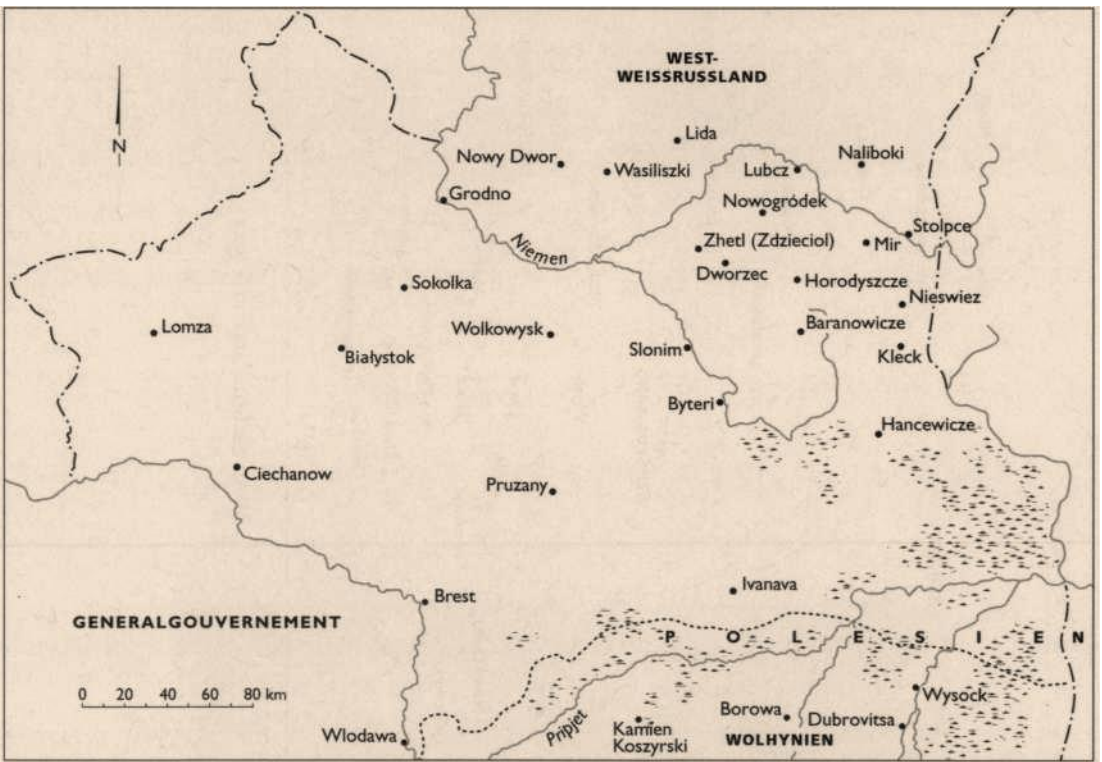 WEST-
WEISSRUSSLAND
N
Lida
Nowy Dwor
Wasiliszki
Lubcz
Naliboki
Grodno
Nowogródek
Stolpce
Niemen
Zhetl (Zdzieciol)
Mir
Dworzec
Sokolka
Horodyszcze
Nieswiez
Lomza
Wolkowysk
Baranowicze
Białystok
Slonim
Kleck
Byteri
Hancewicze
Ciechanow
Pruzany
Ivanava
Brest
GENERALGOUVERNEMENT
POLESIEN
0 20 40 60 80 km
Wysock
Borowa
Dubrovitsa
Wlodawa
Pripjet
Kamien
Koszyrski
WOLHYNIEN